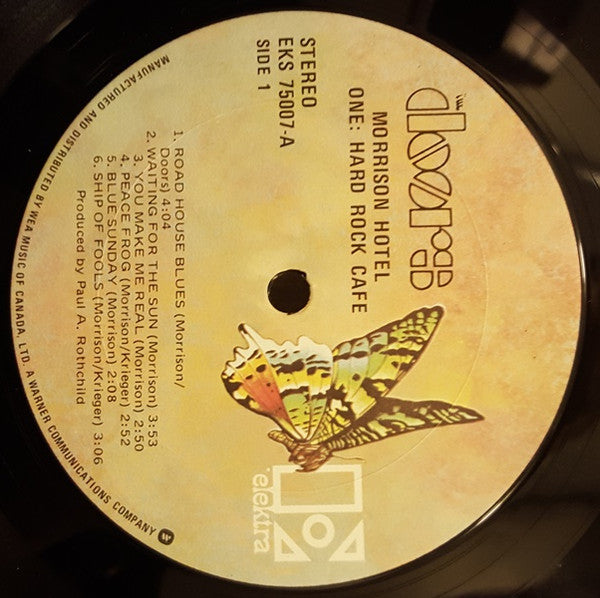 The
DOORS
MORRISON HOTEL
ONE: HARD ROCK CAFE
STEREO
EKS 75007-A
SIDE 1
1. ROAD HOUSE BLUES (Morrison/
Doors) 4:04
2. WAITING FOR THE SUN (Morrison) 3:53
3. YOU MAKE ME REAL (Morrison) 2:50
4. PEACE FROG (Morrison/Krieger) 2:52
5. BLUE SUNDAY (Morrison) 2:08
6. SHIP OF FOOLS (Morrison/Krieger) 3:06
Produced by Paul A. Rothchild
elektra
MANUFACTURED AND DISTRIBUTED BY WEA MUSIC OF CANADA, LTD. A WARNER COMMUNICATIONS COMPANY W